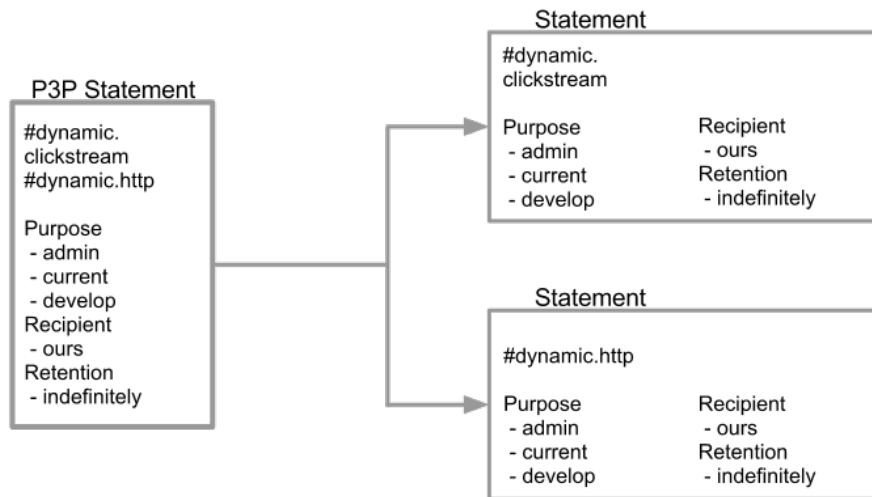 P3P Statement
#dynamic.
clickstream
#dynamic.http
Purpose
- admin
- current
- develop
Recipient
- ours
Retention
- indefinitely
Statement
#dynamic.
clickstream
Purpose
- admin
- current
- develop
Recipient
- ours
Retention
- indefinitely
Statement
#dynamic.http
Purpose
- admin
- current
- develop
Recipient
- ours
Retention
- indefinitely